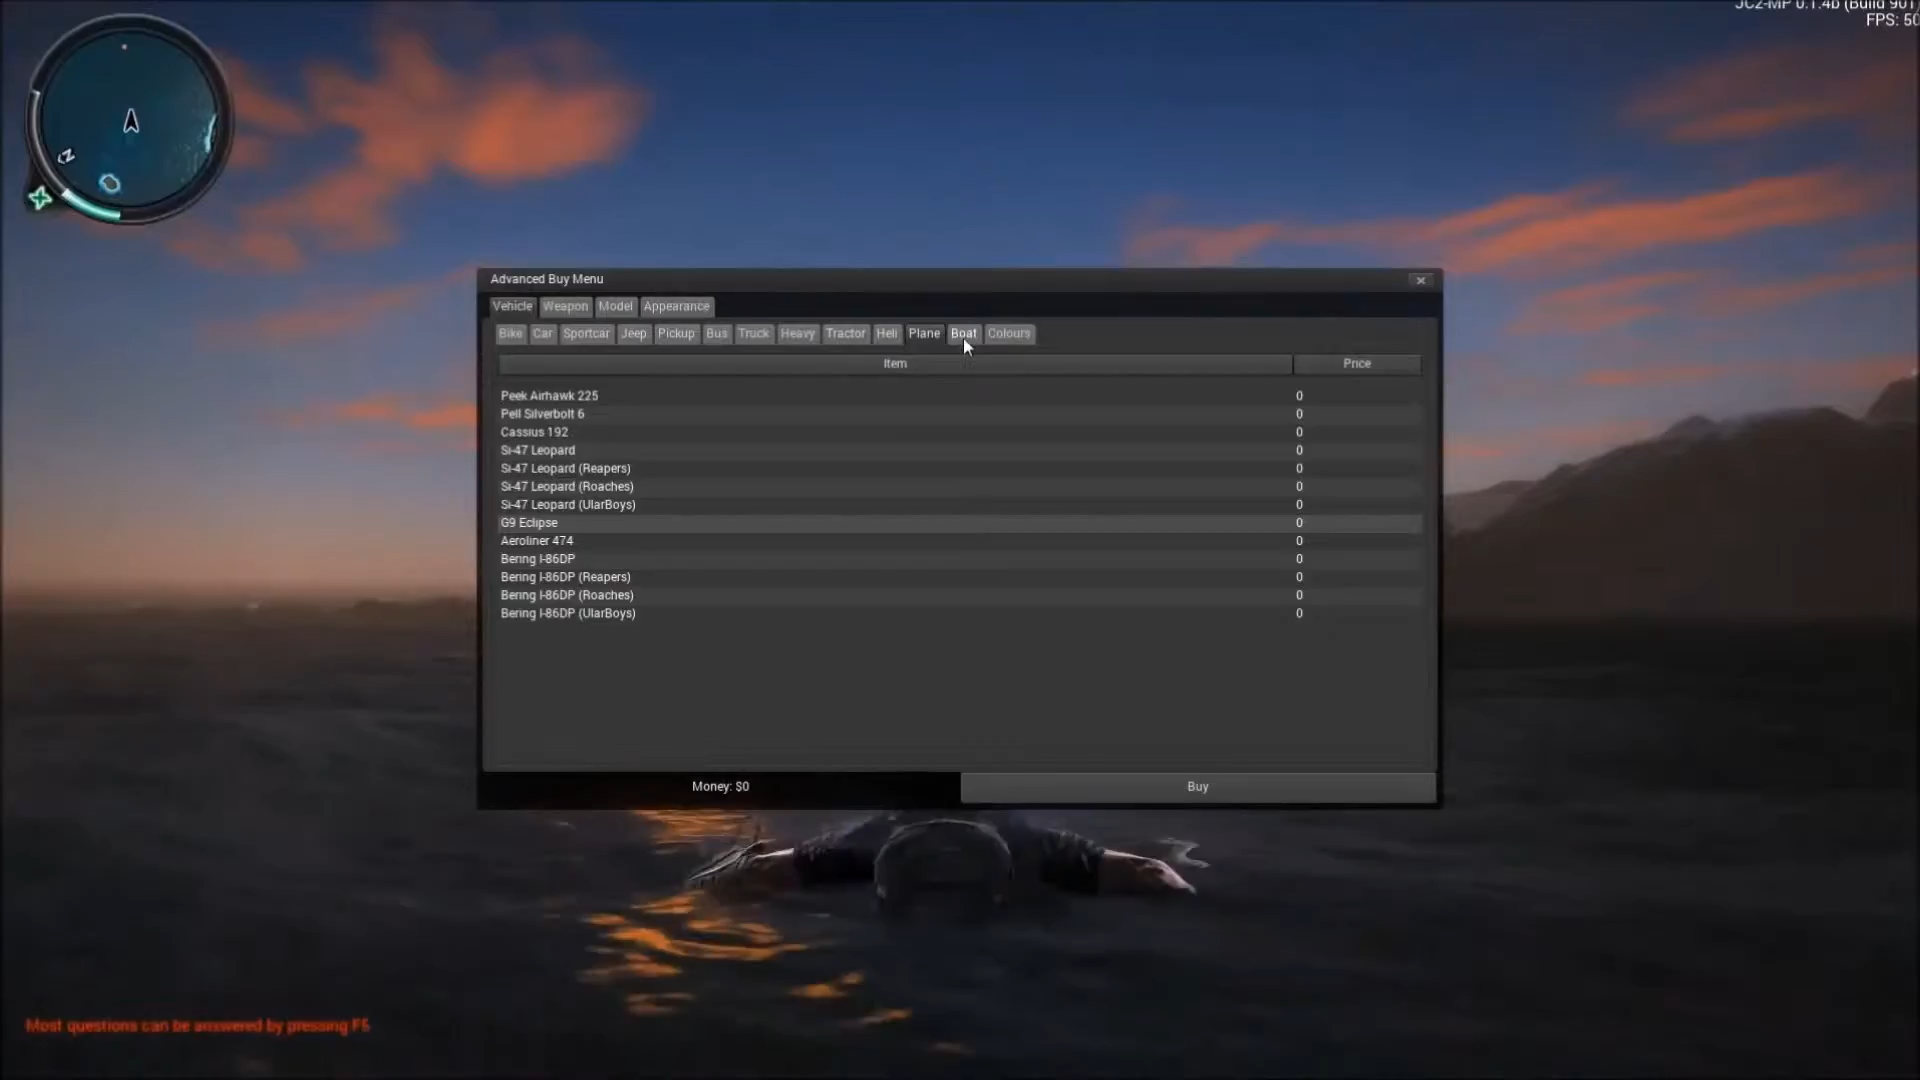 JC2-MP 0.1.4b (Build 901)
FPS: 50
Advanced Buy Menu
Vehicle Weapon Model Appearance
Bike Car Sportcar Jeep Pickup Bus Truck Heavy Tractor Heli Plane Boat Colours
Item Price
Peek Airhawk 225 0
Pell Silverbolt 6 0
Cassius 192 0
Si-47 Leopard 0
Si-47 Leopard (Reapers) 0
Si-47 Leopard (Roaches) 0
Si-47 Leopard (UlarBoys) 0
G9 Eclipse 0
Aeroliner 474 0
Bering I-86DP 0
Bering I-86DP (Reapers) 0
Bering I-86DP (Roaches) 0
Bering I-86DP (UlarBoys) 0
Money: $0 Buy
N
Most questions can be answered by pressing F5